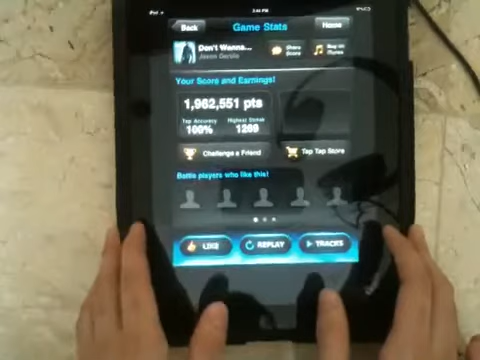 Back
Game Stats
Home
Don't Wanna...
Jason Derülo
Share Score
Buy on iTunes
Your Score and Earnings!
1,962,551 pts
Tap Accuracy
100%
Highest Streak
1269
Challenge a Friend
Tap Tap Store
Battle players who like this!
LIKE
REPLAY
TRACKS